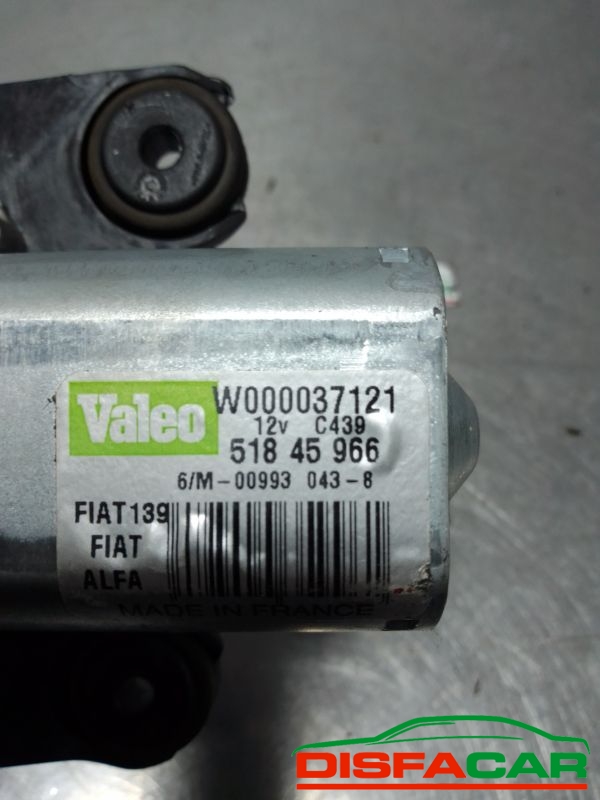 Valeo
W000037121
12v C439
518 45 966
6/M-00993 043-8
FIAT139
FIAT
ALFA
MADE IN FRANCE
DISFACAR